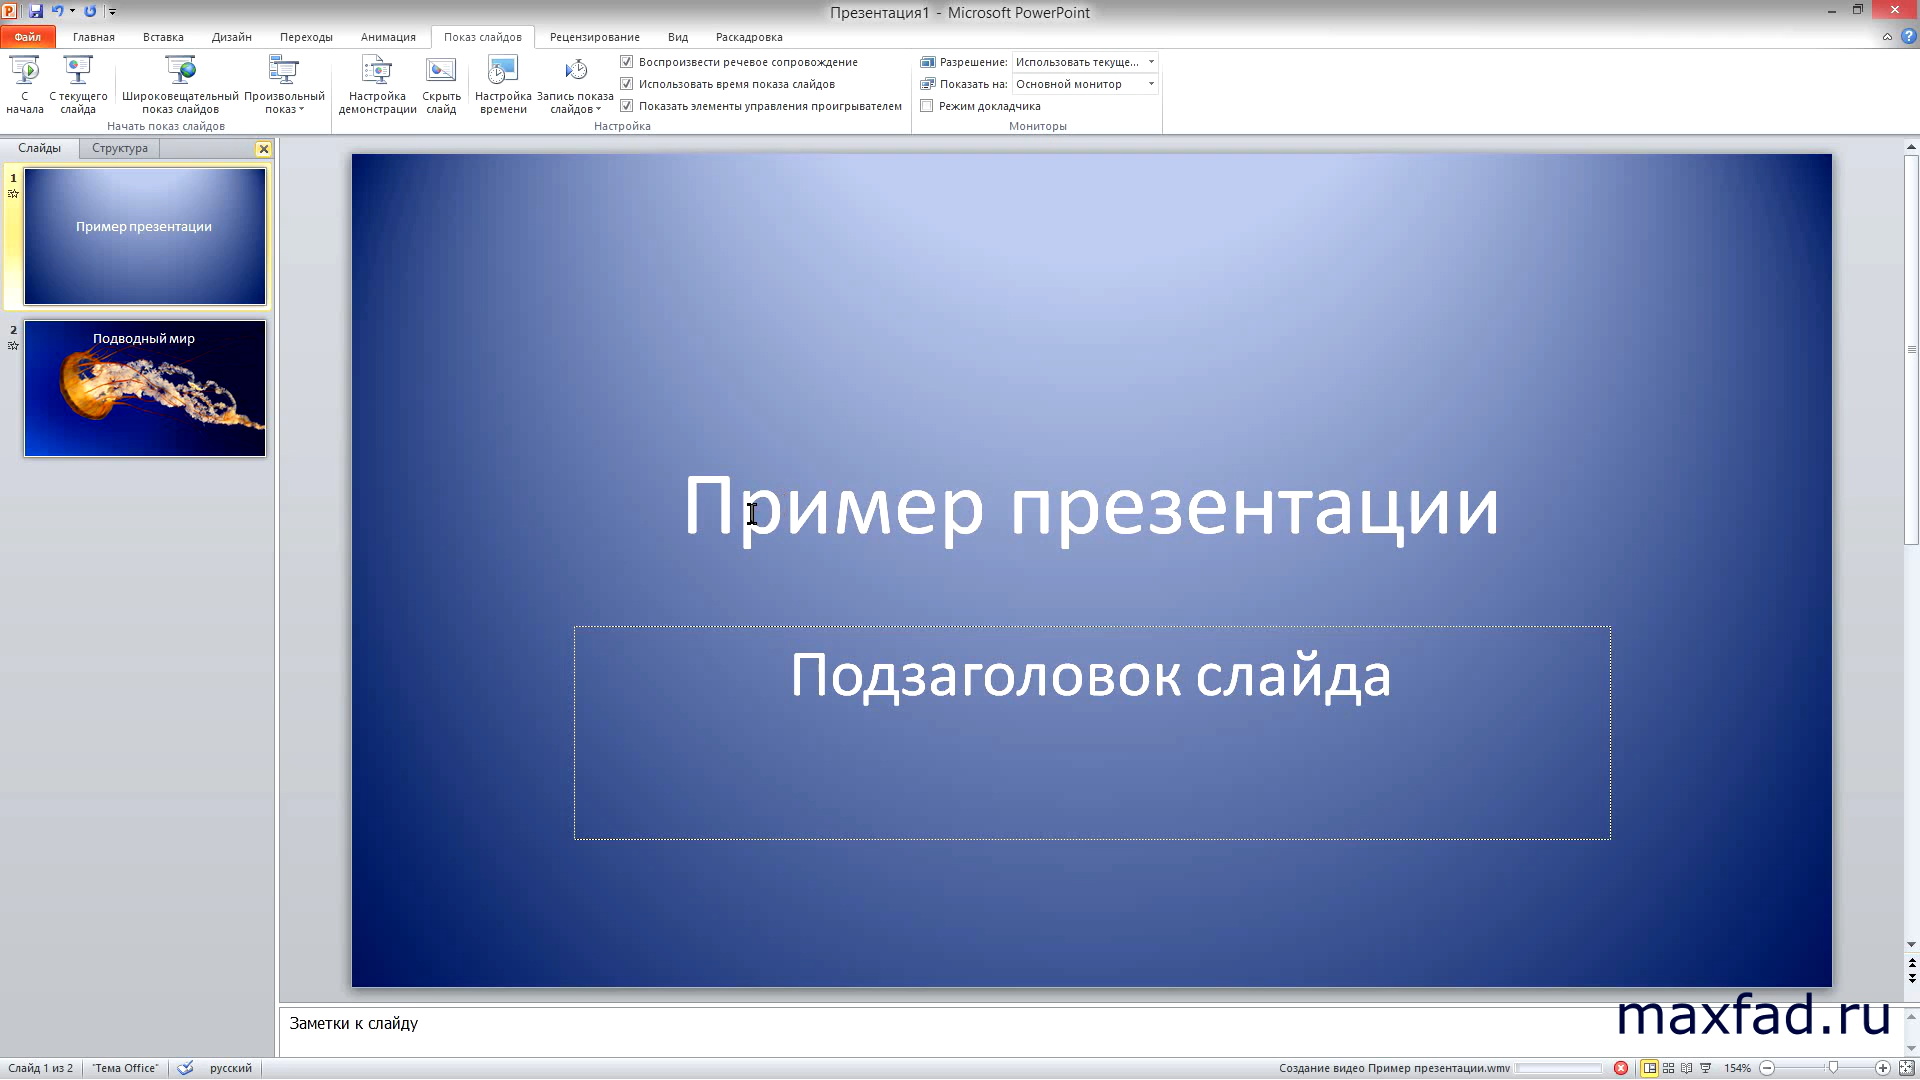 Презентация1 - Microsoft PowerPoint
Файл Главная Вставка Дизайн Переходы Анимация Показ слайдов Рецензирование Вид Раскадровка
С начала
С текущего слайда
Широковещательный показ слайдов
Произвольный показ
Начать показ слайдов
Настройка демонстрации
Скрыть слайд
Настройка времени
Запись показа слайдов
Воспроизвести речевое сопровождение
Использовать время показа слайдов
Показать элементы управления проигрывателем
Настройка
Разрешение: Использовать текуще...
Показать на: Основной монитор
Режим докладчика
Мониторы
Слайды Структура
1
Пример презентации
2
Подводный мир
Пример презентации
Подзаголовок слайда
Заметки к слайду
maxfad.ru
Слайд 1 из 2 "Тема Office" русский Создание видео Пример презентации.wmv 154%